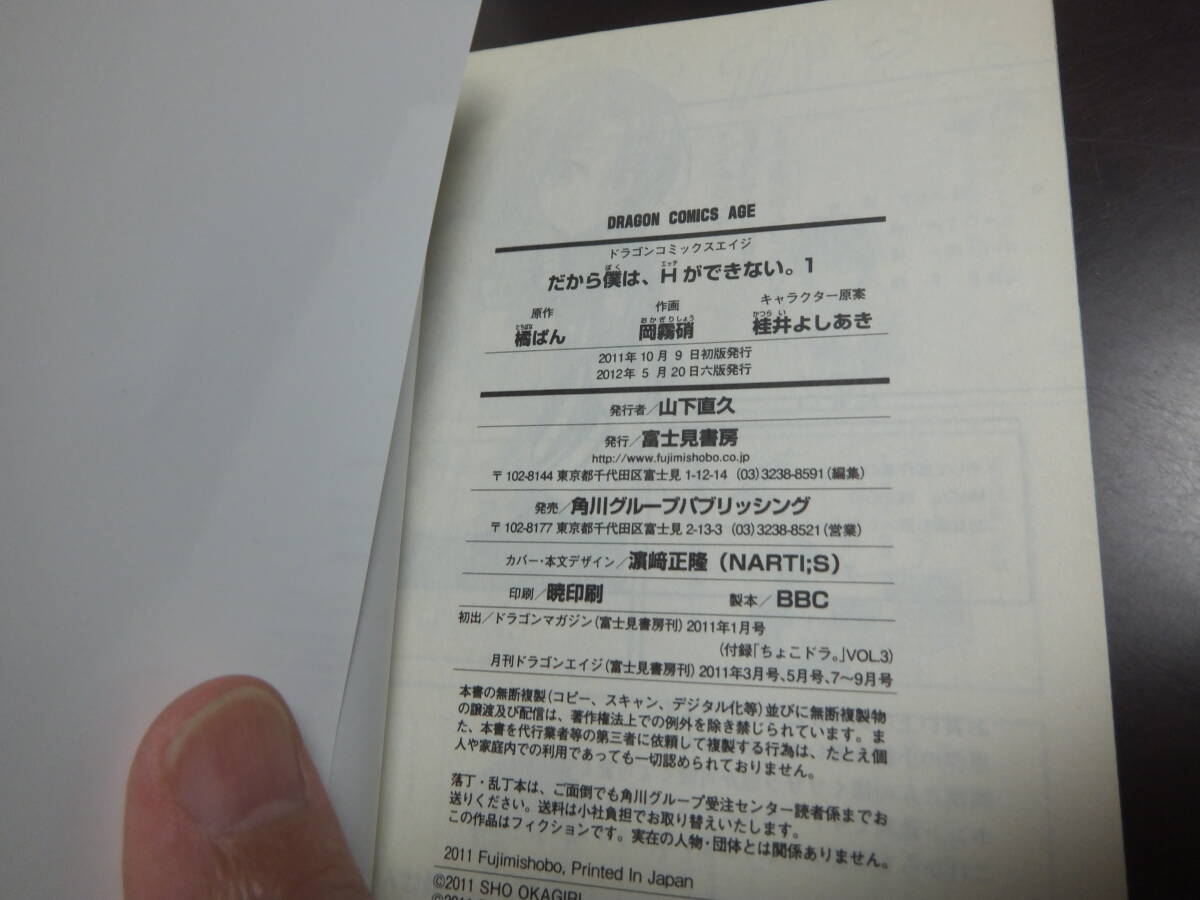 DRAGON COMICS AGE
ドラゴンコミックスエイジ
だから僕は、Hができない。1
原作 作画 キャラクター原案
橘ぱん 岡霧硝 桂井よしあき
2011年10月9日初版発行
2012年5月20日六版発行
発行者/山下直久
発行/富士見書房
http://www.fujimishobo.co.jp
〒102-8144 東京都千代田区富士見1-12-14 (03)3238-8591(編集)
発売/角川グループパブリッシング
〒102-8177 東京都千代田区富士見2-13-3 (03)3238-8521(営業)
カバー・本文デザイン/濵﨑正隆(NARTI;S)
印刷/暁印刷 製本/BBC
初出/ドラゴンマガジン(富士見書房刊)2011年1月号
(付録「ちょこドラ。」VOL.3)
月刊ドラゴンエイジ(富士見書房刊)2011年3月号、5月号、7〜9月号
本書の無断複製(コピー、スキャン、デジタル化等)並びに無断複製物
の譲渡及び配信は、著作権法上での例外を除き禁じられています。ま
た、本書を代行業者等の第三者に依頼して複製する行為は、たとえ個
人や家庭内での利用であっても一切認められておりません。
落丁・乱丁本は、ご面倒でも角川グループ受注センター読者係までお
送りください。送料は小社負担でお取り替えいたします。
この作品はフィクションです。実在の人物・団体とは関係ありません。
2011 Fujimishobo, Printed In Japan
©2011 SHO OKAGIRI